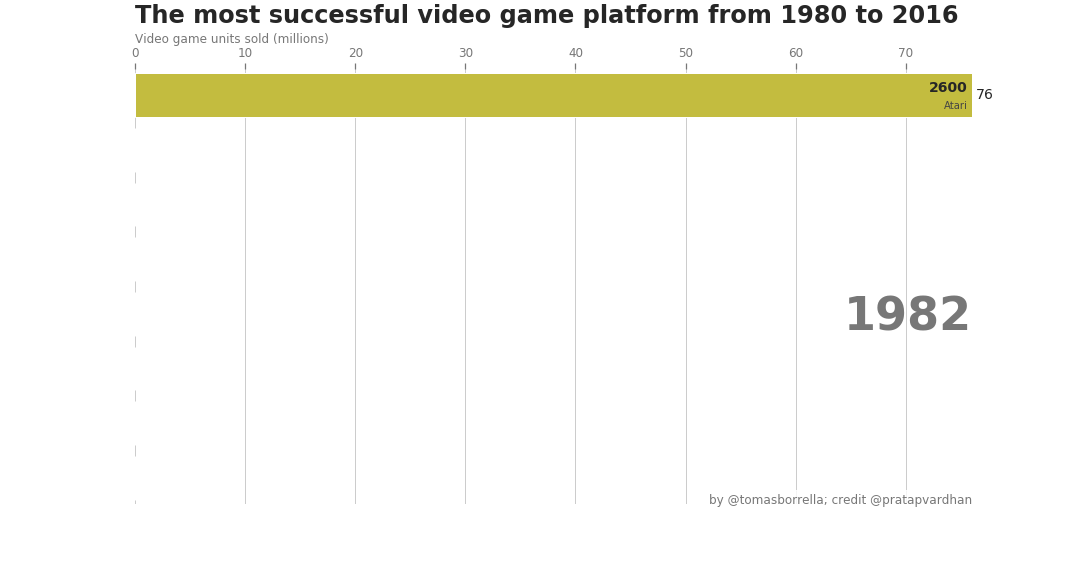 The most successful video game platform from 1980 to 2016
Video game units sold (millions)
0 10 20 30 40 50 60 70
2600
Atari
76
1982
by @tomasborrella; credit @pratapvardhan